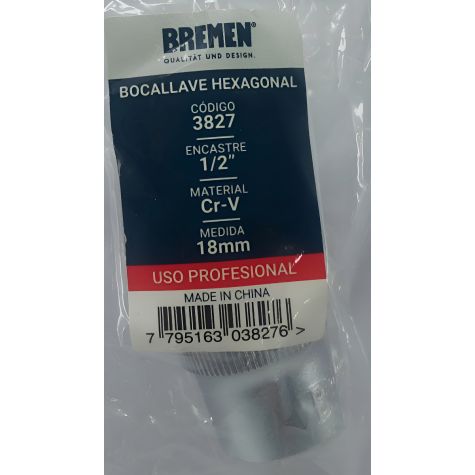 BREMEN®
QUALITÄT UND DESIGN.
BOCALLAVE HEXAGONAL
CÓDIGO
3827
ENCASTRE
1/2”
MATERIAL
Cr-V
MEDIDA
18mm
USO PROFESIONAL
MADE IN CHINA
7 795163 038276 >